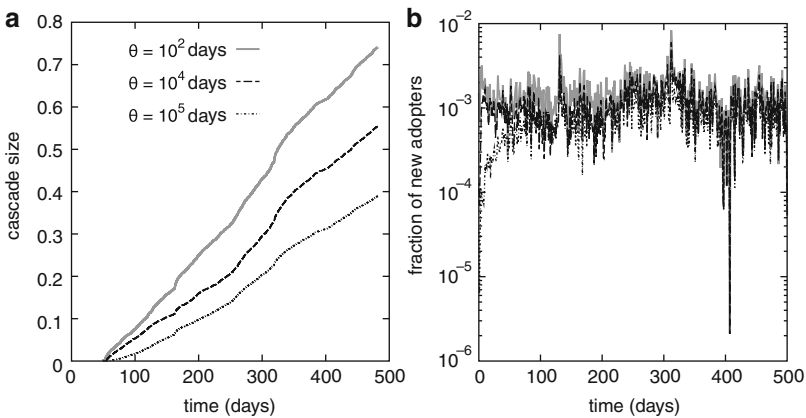 a
0.8
0.7
0.6
0.5
0.4
0.3
0.2
0.1
0
cascade size
θ = 10² days
θ = 10⁴ days
θ = 10⁵ days
0 100 200 300 400 500
time (days)
b
10⁻²
10⁻³
10⁻⁴
10⁻⁵
10⁻⁶
fraction of new adopters
0 100 200 300 400 500
time (days)